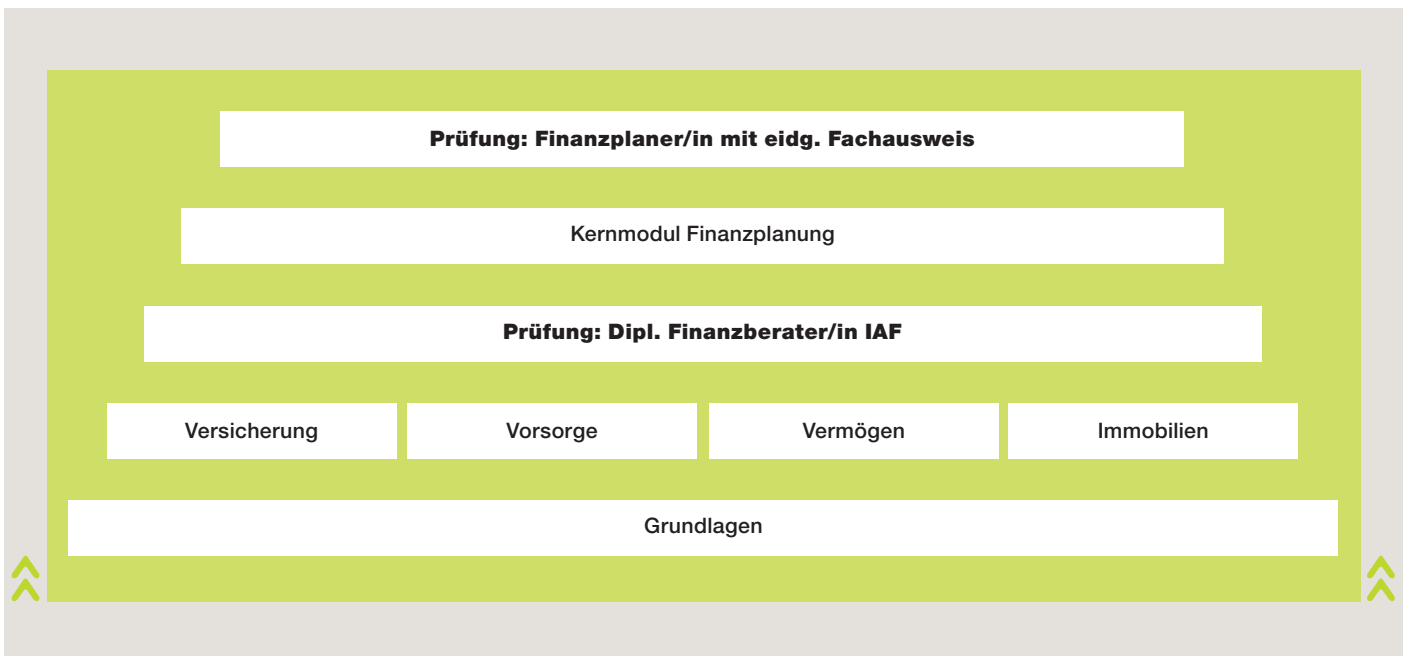 Prüfung: Finanzplaner/in mit eidg. Fachausweis
Kernmodul Finanzplanung
Prüfung: Dipl. Finanzberater/in IAF
Versicherung
Vorsorge
Vermögen
Immobilien
Grundlagen